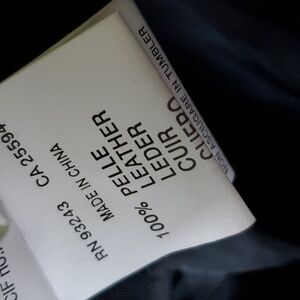 RN 93243 CA 25594
MADE IN CHINA
100% PELLE
LEATHER
LEDER
CUIR
CUERO
NON ASCIUGARE IN TUMBLER